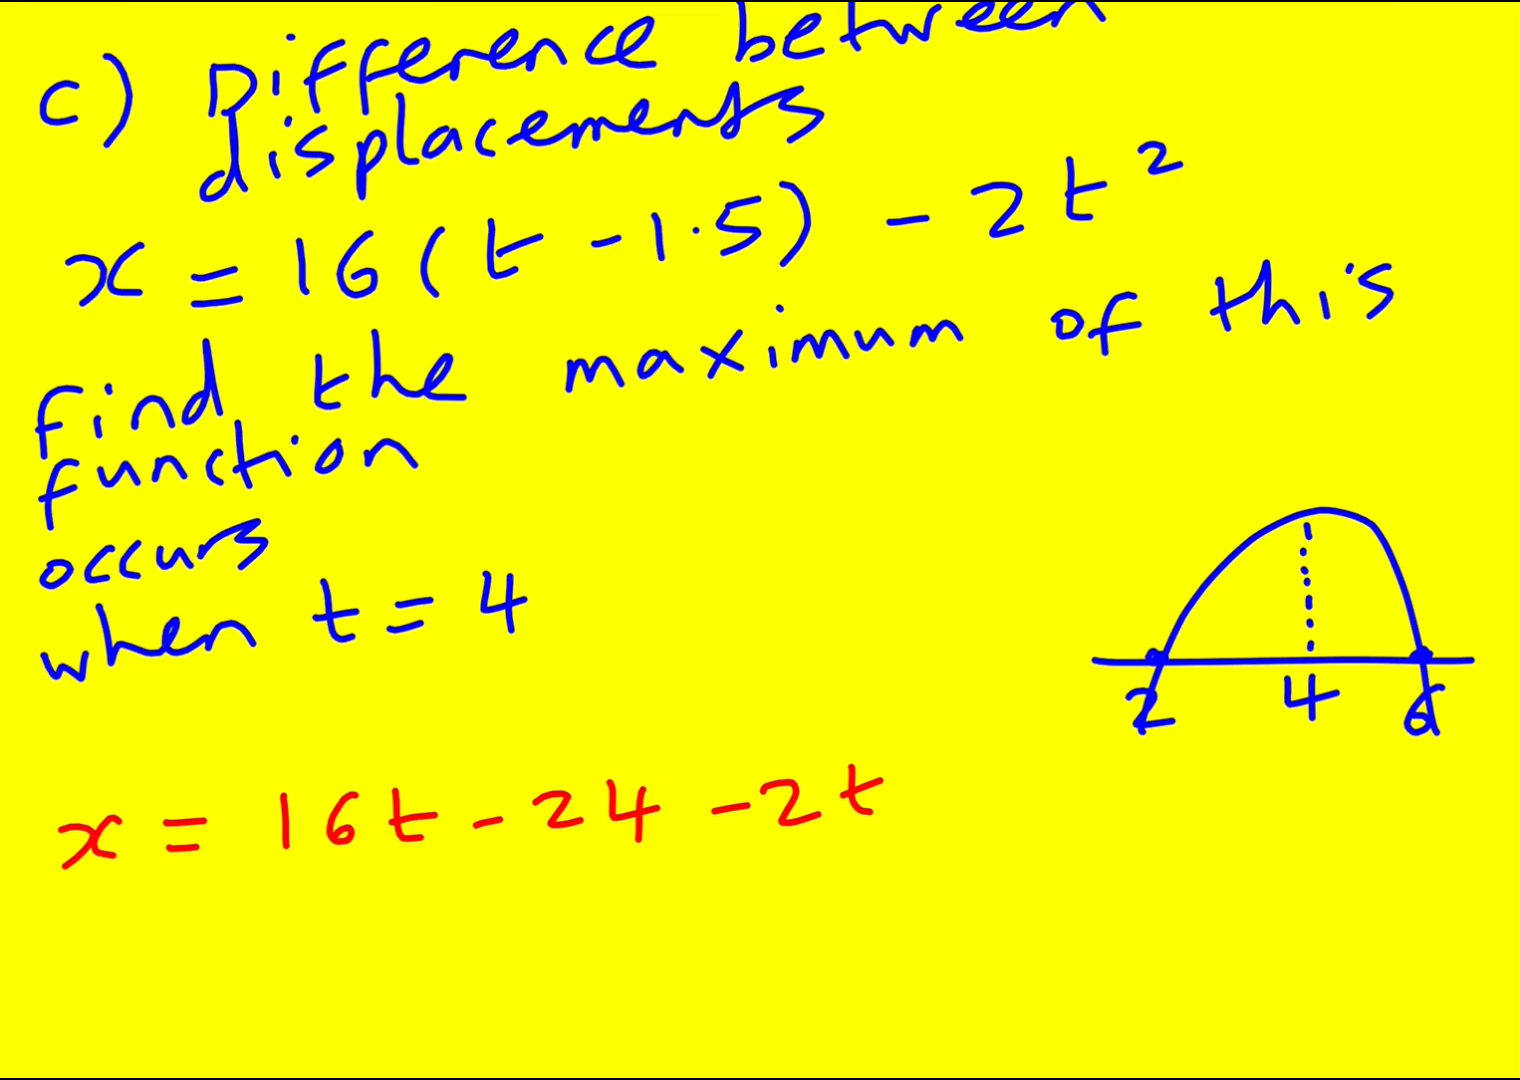 c) Difference between
displacements
x = 16(t - 1.5) - 2t²
find the maximum of this
function
occurs
when t = 4
2 4 6
x = 16t - 24 - 2t